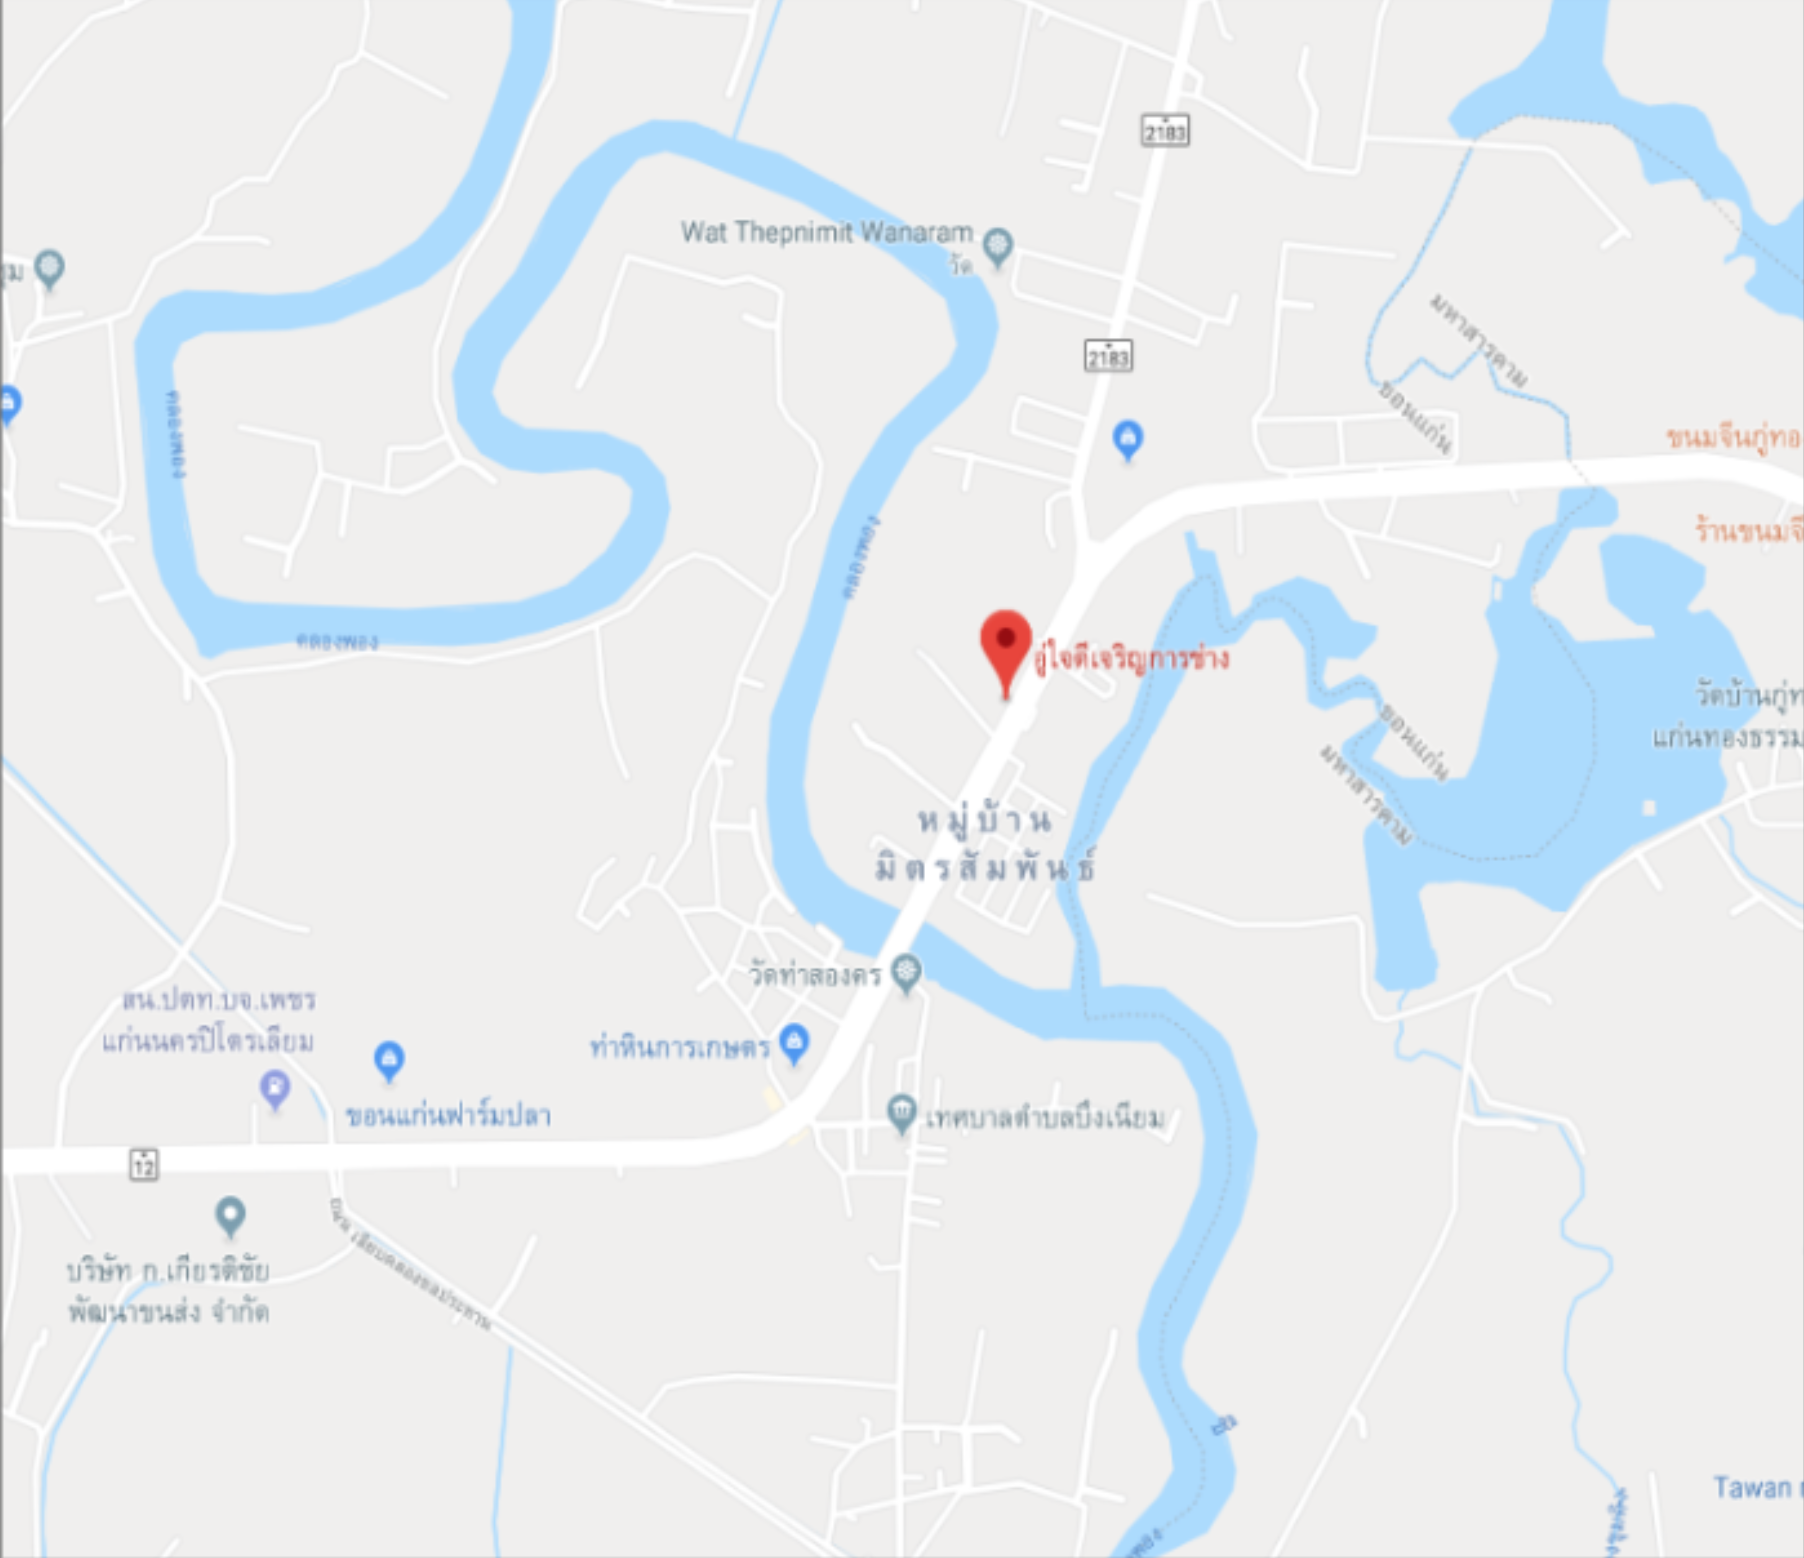 2183
Wat Thepnimit Wanaram
วัด
มหาสารคาม
2183
ขอนแก่น
คลองพอง
ขนมจีนกู่ทอ
ร้านขนมจี
คลองพอง
คลองพอง
อู่ใจดีเจริญการช่าง
วัดบ้านกู่ท
แก่นทองธรรม
ขอนแก่น
มหาสารคาม
หมู่บ้าน
มิตรสัมพันธ์
วัดท่าสองคร
สน.ปตท.บจ.เพชร
แก่นนครปิโตรเลียม
ท่าหินการเกษตร
ขอนแก่นฟาร์มปลา
เทศบาลตำบลบึงเนียม
12
ถนน เลียบคลองชลประทาน
บริษัท ก.เกียรติชัย
พัฒนาขนส่ง จำกัด
Tawan